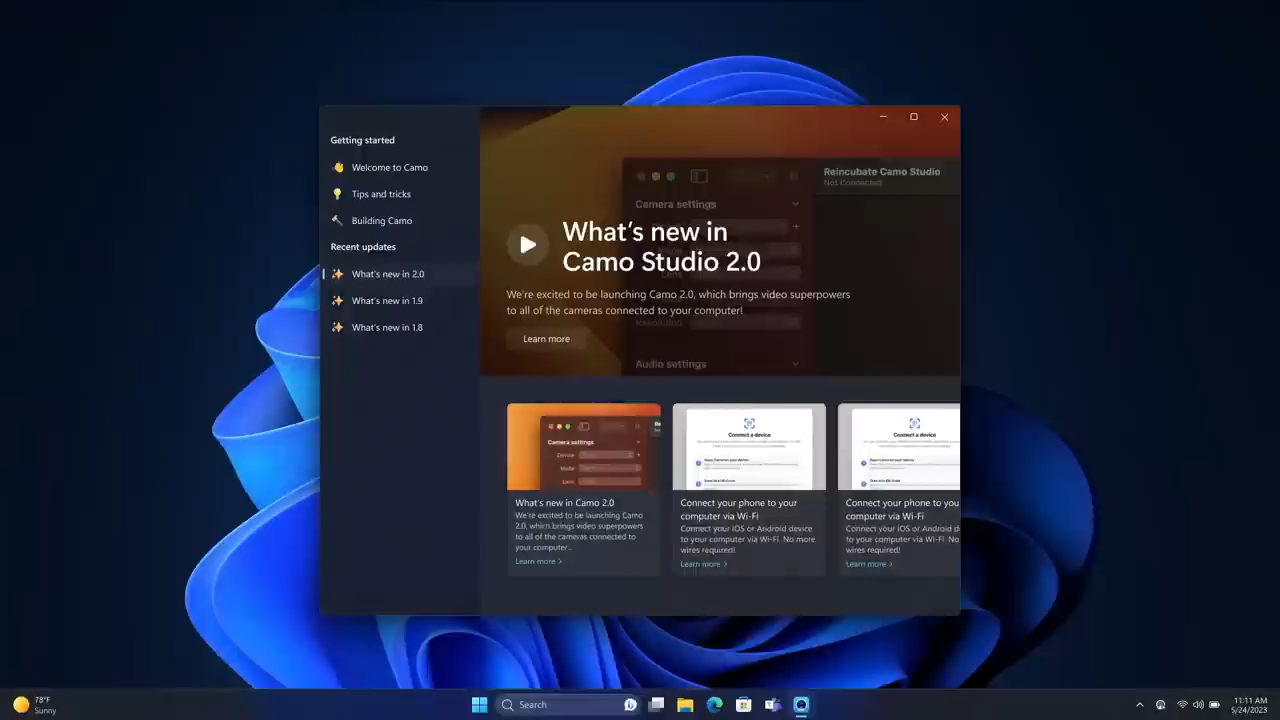 Getting started
Welcome to Camo
Tips and tricks
Building Camo
Recent updates
What's new in 2.0
What's new in 1.9
What's new in 1.8
Reincubate Camo Studio
Not Connected
Camera settings
What's new in
Camo Studio 2.0
We're excited to be launching Camo 2.0, which brings video superpowers
to all of the cameras connected to your computer!
Resolution
Learn more
Audio settings
Camera settings
Device
Mode
Lens
What's new in Camo 2.0
We're excited to be launching Camo
2.0, which brings video superpowers
to all of the cameras connected to
your computer...
Learn more >
Connect a device
Connect your phone to your
computer via Wi-Fi
Connect your iOS or Android device
to your computer via Wi-Fi. No more
wires required!
Learn more >
Connect a device
Connect your phone to you
computer via Wi-Fi
Connect your iOS or Android d
to your computer via Wi-Fi. No
wires required!
Learn more >
78°F
Sunny
Search
11:11 AM
5/24/2023